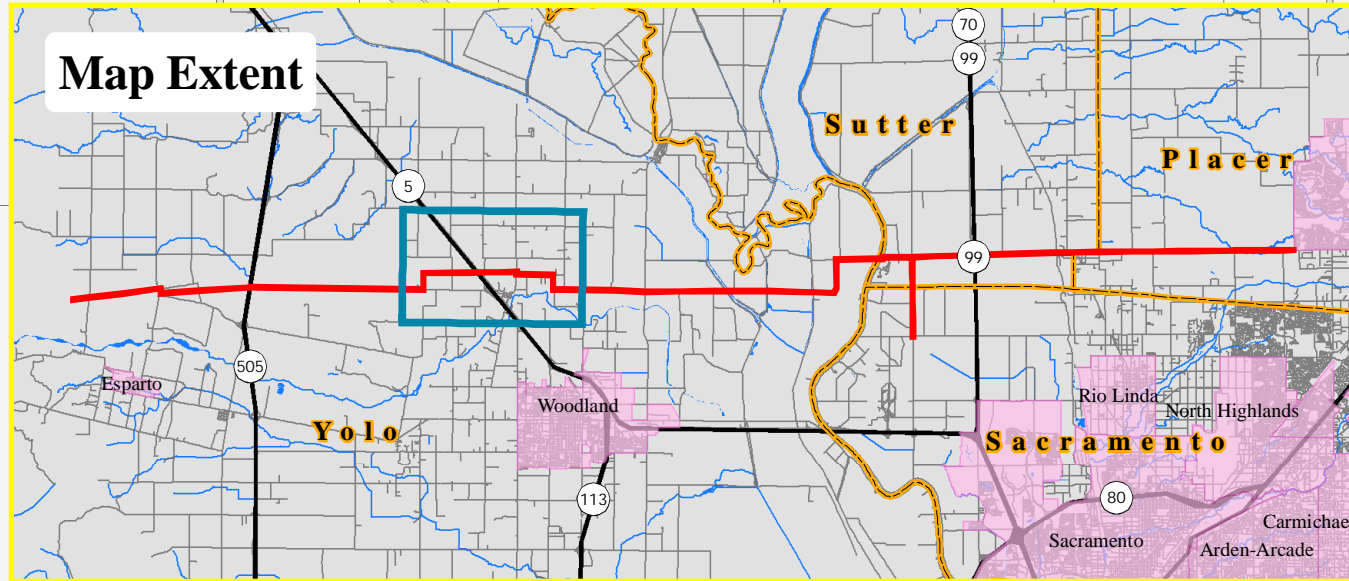 Map Extent
70
99
Sutter
Placer
5
99
505
Esparto
Yolo
Woodland
113
Rio Linda
North Highlands
Sacramento
80
Sacramento
Carmichae
Arden-Arcade